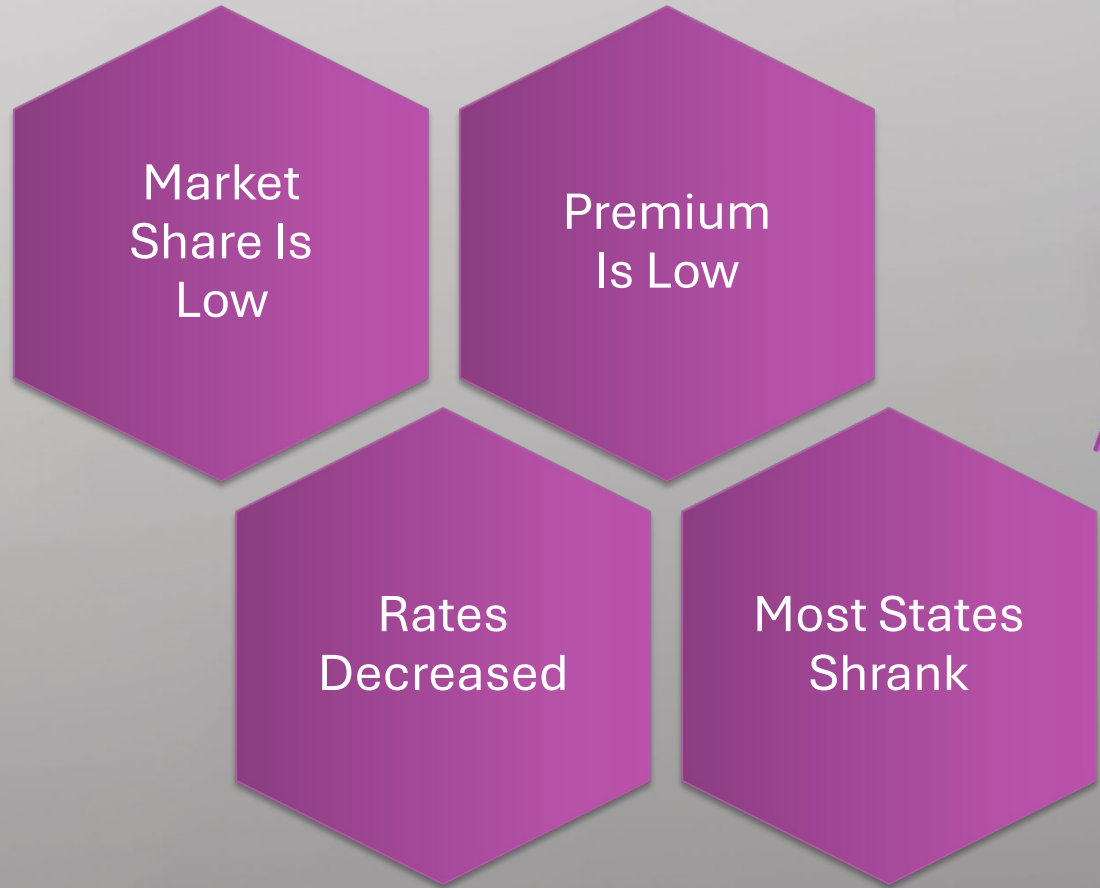 Market
Share Is
Low
Premium
Is Low
Rates
Decreased
Most States
Shrank